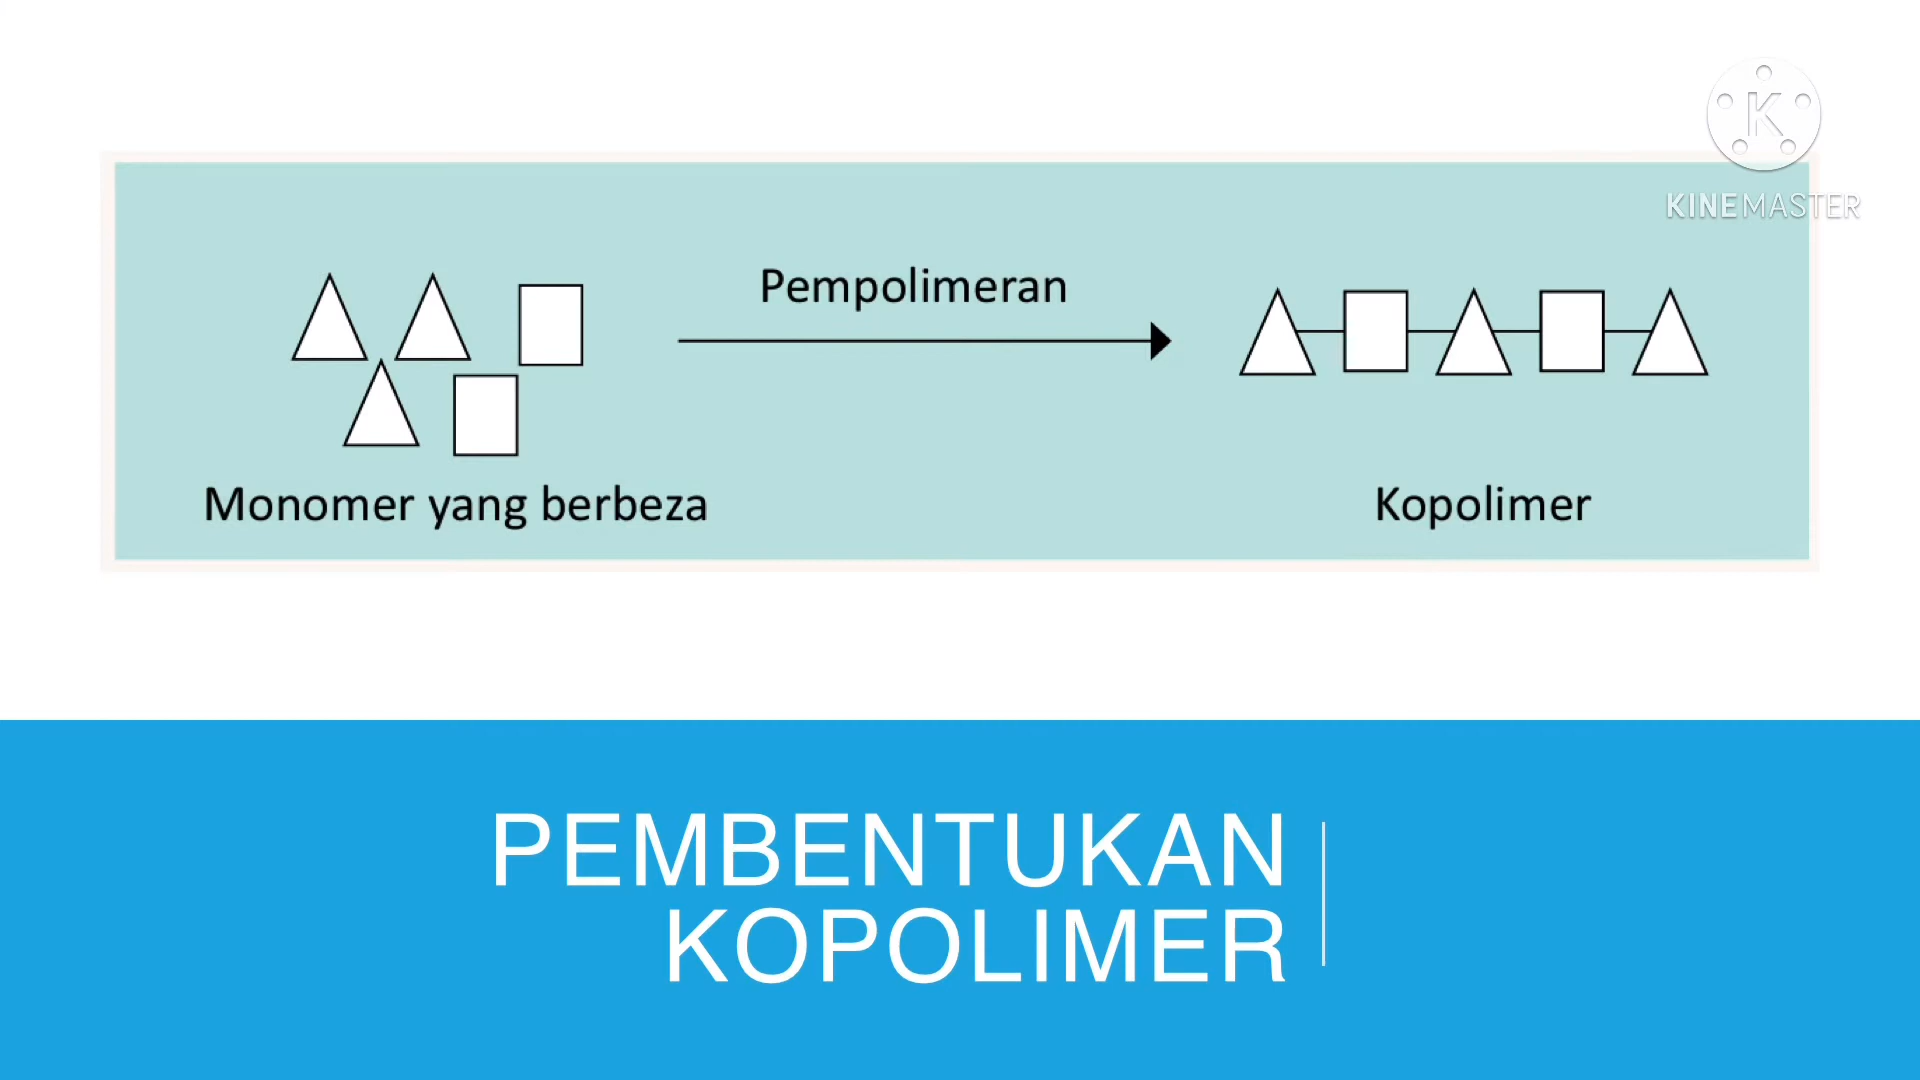 K
KINEMASTER
Pempolimeran
Monomer yang berbeza
Kopolimer
PEMBENTUKAN
KOPOLIMER